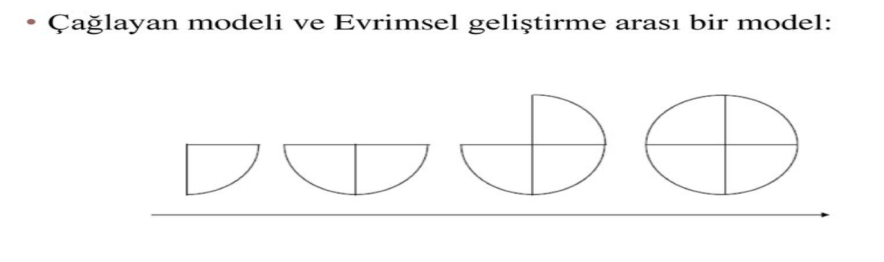 • Çağlayan modeli ve Evrimsel geliştirme arası bir model: